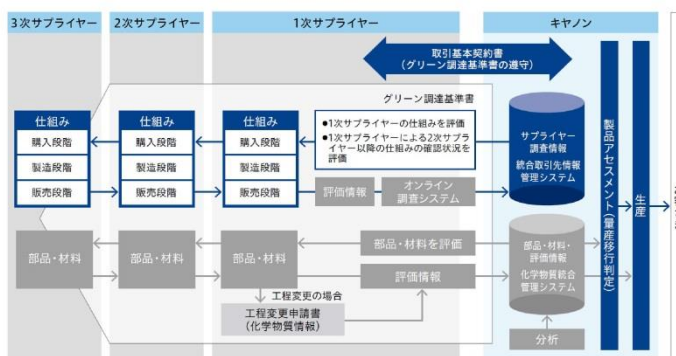 3次サプライヤー
2次サプライヤー
1次サプライヤー
キヤノン
取引基本契約書
(グリーン調達基準書の遵守)
グリーン調達基準書
仕組み
購入段階
製造段階
販売段階
仕組み
購入段階
製造段階
販売段階
仕組み
購入段階
製造段階
販売段階
●1次サプライヤーの仕組みを評価
●1次サプライヤーによる2次サプラ
イヤー以降の仕組みの確認状況を
評価
評価情報
オンライン
調査システム
サプライヤー
調査情報
統合取引先情報
管理システム
部品・材料
部品・材料
部品・材料
部品・材料を評価
評価情報
工程変更の場合
工程変更申請書
(化学物質情報)
部品・材料・
評価情報
化学物質統合
管理システム
分析
製品アセスメント(量産移行判定)
生産